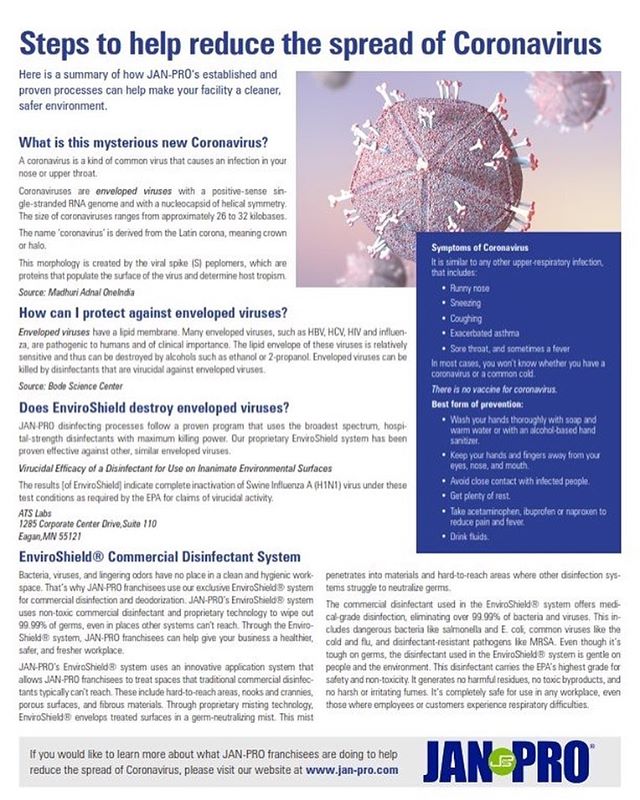 Steps to help reduce the spread of Coronavirus
Here is a summary of how JAN-PRO's established and
proven processes can help make your facility a cleaner,
safer environment.
What is this mysterious new Coronavirus?
A coronavirus is a kind of common virus that causes an infection in your
nose or upper throat.
Coronaviruses are enveloped viruses with a positive-sense sin-
gle-stranded RNA genome and with a nucleocapsid of helical symmetry.
The size of coronaviruses ranges from approximately 26 to 32 kilobases.
The name 'coronavirus' is derived from the Latin corona, meaning crown
or halo.
This morphology is created by the viral spike (S) peplomers, which are
proteins that populate the surface of the virus and determine host tropism.
Source: Madhuri Adnal OneIndia
How can I protect against enveloped viruses?
Enveloped viruses have a lipid membrane. Many enveloped viruses, such as HBV, HCV, HIV and influen-
za, are pathogenic to humans and of clinical importance. The lipid envelope of these viruses is relatively
sensitive and thus can be destroyed by alcohols such as ethanol or 2-propanol. Enveloped viruses can be
killed by disinfectants that are virucidal against enveloped viruses.
Source: Bode Science Center
Does EnviroShield destroy enveloped viruses?
JAN-PRO disinfecting processes follow a proven program that uses the broadest spectrum, hospi-
tal-strength disinfectants with maximum killing power. Our proprietary EnviroShield system has been
proven effective against other, similar enveloped viruses.
Virucidal Efficacy of a Disinfectant for Use on Inanimate Environmental Surfaces
The results [of EnviroShield] indicate complete inactivation of Swine Influenza A (H1N1) virus under these
test conditions as required by the EPA for claims of virucidal activity.
ATS Labs
1285 Corporate Center Drive,Suite 110
Eagan,MN 55121
Symptoms of Coronavirus
It is similar to any other upper-respiratory infection,
that includes:
• Runny nose
• Sneezing
• Coughing
• Exacerbated asthma
• Sore throat, and sometimes a fever
In most cases, you won't know whether you have a
coronavirus or a common cold.
There is no vaccine for coronavirus.
Best form of prevention:
• Wash your hands thoroughly with soap and
warm water or with an alcohol-based hand
sanitizer.
• Keep your hands and fingers away from your
eyes, nose, and mouth.
• Avoid close contact with infected people.
• Get plenty of rest.
• Take acetaminophen, ibuprofen or naproxen to
reduce pain and fever.
• Drink fluids.
EnviroShield® Commercial Disinfectant System
Bacteria, viruses, and lingering odors have no place in a clean and hygienic work-
space. That's why JAN-PRO franchisees use our exclusive EnviroShield® system
for commercial disinfection and deodorization. JAN-PRO's EnviroShield® system
uses non-toxic commercial disinfectant and proprietary technology to wipe out
99.99% of germs, even in places other systems can't reach. Through the Enviro-
Shield® system, JAN-PRO franchisees can help give your business a healthier,
safer, and fresher workplace.
JAN-PRO's EnviroShield® system uses an innovative application system that
allows JAN-PRO franchisees to treat spaces that traditional commercial disinfec-
tants typically can't reach. These include hard-to-reach areas, nooks and crannies,
porous surfaces, and fibrous materials. Through proprietary misting technology,
EnviroShield® envelops treated surfaces in a germ-neutralizing mist. This mist
penetrates into materials and hard-to-reach areas where other disinfection sys-
tems struggle to neutralize germs.
The commercial disinfectant used in the EnviroShield® system offers medi-
cal-grade disinfection, eliminating over 99.99% of bacteria and viruses. This in-
cludes dangerous bacteria like salmonella and E. coli, common viruses like the
cold and flu, and disinfectant-resistant pathogens like MRSA. Even though it's
tough on germs, the disinfectant used in the EnviroShield® system is gentle on
people and the environment. This disinfectant carries the EPA's highest grade for
safety and non-toxicity. It generates no harmful residues, no toxic byproducts, and
no harsh or irritating fumes. It's completely safe for use in any workplace, even
those where employees or customers experience respiratory difficulties.
If you would like to learn more about what JAN-PRO franchisees are doing to help
reduce the spread of Coronavirus, please visit our website at www.jan-pro.com
JAN-PRO®